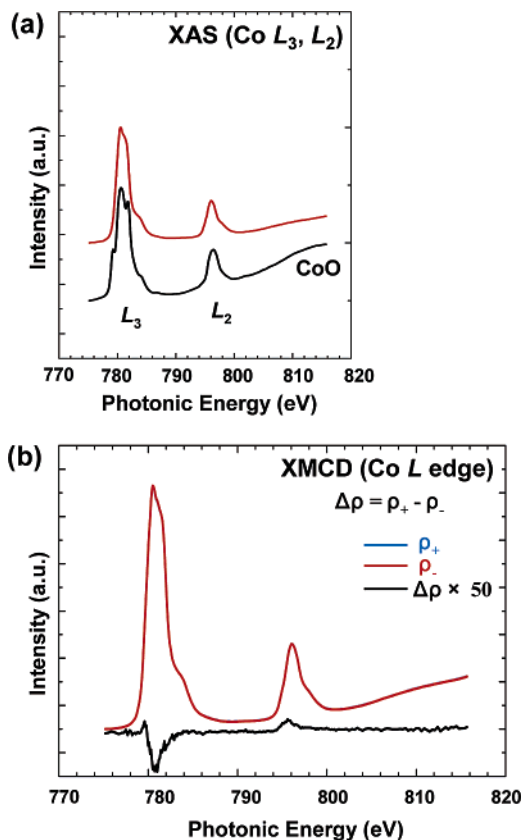 (a)
XAS (Co L3, L2)
Intensity (a.u.)
CoO
L3
L2
770 780 790 800 810 820
Photonic Energy (eV)
(b)
XMCD (Co L edge)
Δρ = ρ+ - ρ-
ρ+
ρ-
Δρ × 50
Intensity (a.u.)
770 780 790 800 810 820
Photonic Energy (eV)